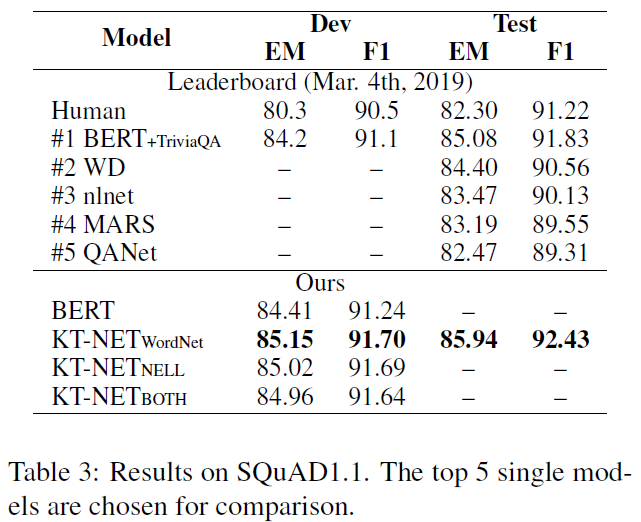 Model Dev Test
EM F1 EM F1
Leaderboard (Mar. 4th, 2019)
Human 80.3 90.5 82.30 91.22
#1 BERT+TriviaQA 84.2 91.1 85.08 91.83
#2 WD – – 84.40 90.56
#3 nlnet – – 83.47 90.13
#4 MARS – – 83.19 89.55
#5 QANet – – 82.47 89.31
Ours
BERT 84.41 91.24 – –
KT-NETWordNet 85.15 91.70 85.94 92.43
KT-NETNELL 85.02 91.69 – –
KT-NETBOTH 84.96 91.64 – –
Table 3: Results on SQuAD1.1. The top 5 single mod-
els are chosen for comparison.